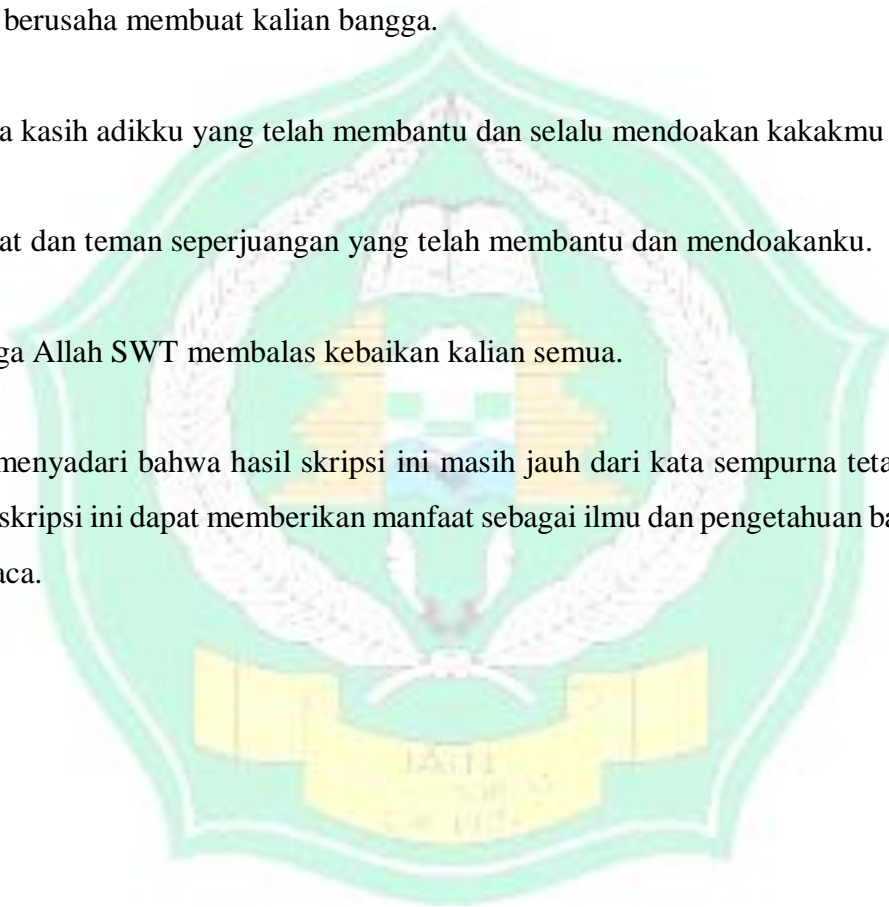 berusaha membuat kalian bangga.
a kasih adikku yang telah membantu dan selalu mendoakan kakakmu
at dan teman seperjuangan yang telah membantu dan mendoakanku.
ga Allah SWT membalas kebaikan kalian semua.
menyadari bahwa hasil skripsi ini masih jauh dari kata sempurna teta
skripsi ini dapat memberikan manfaat sebagai ilmu dan pengetahuan ba
aca.
IAIN